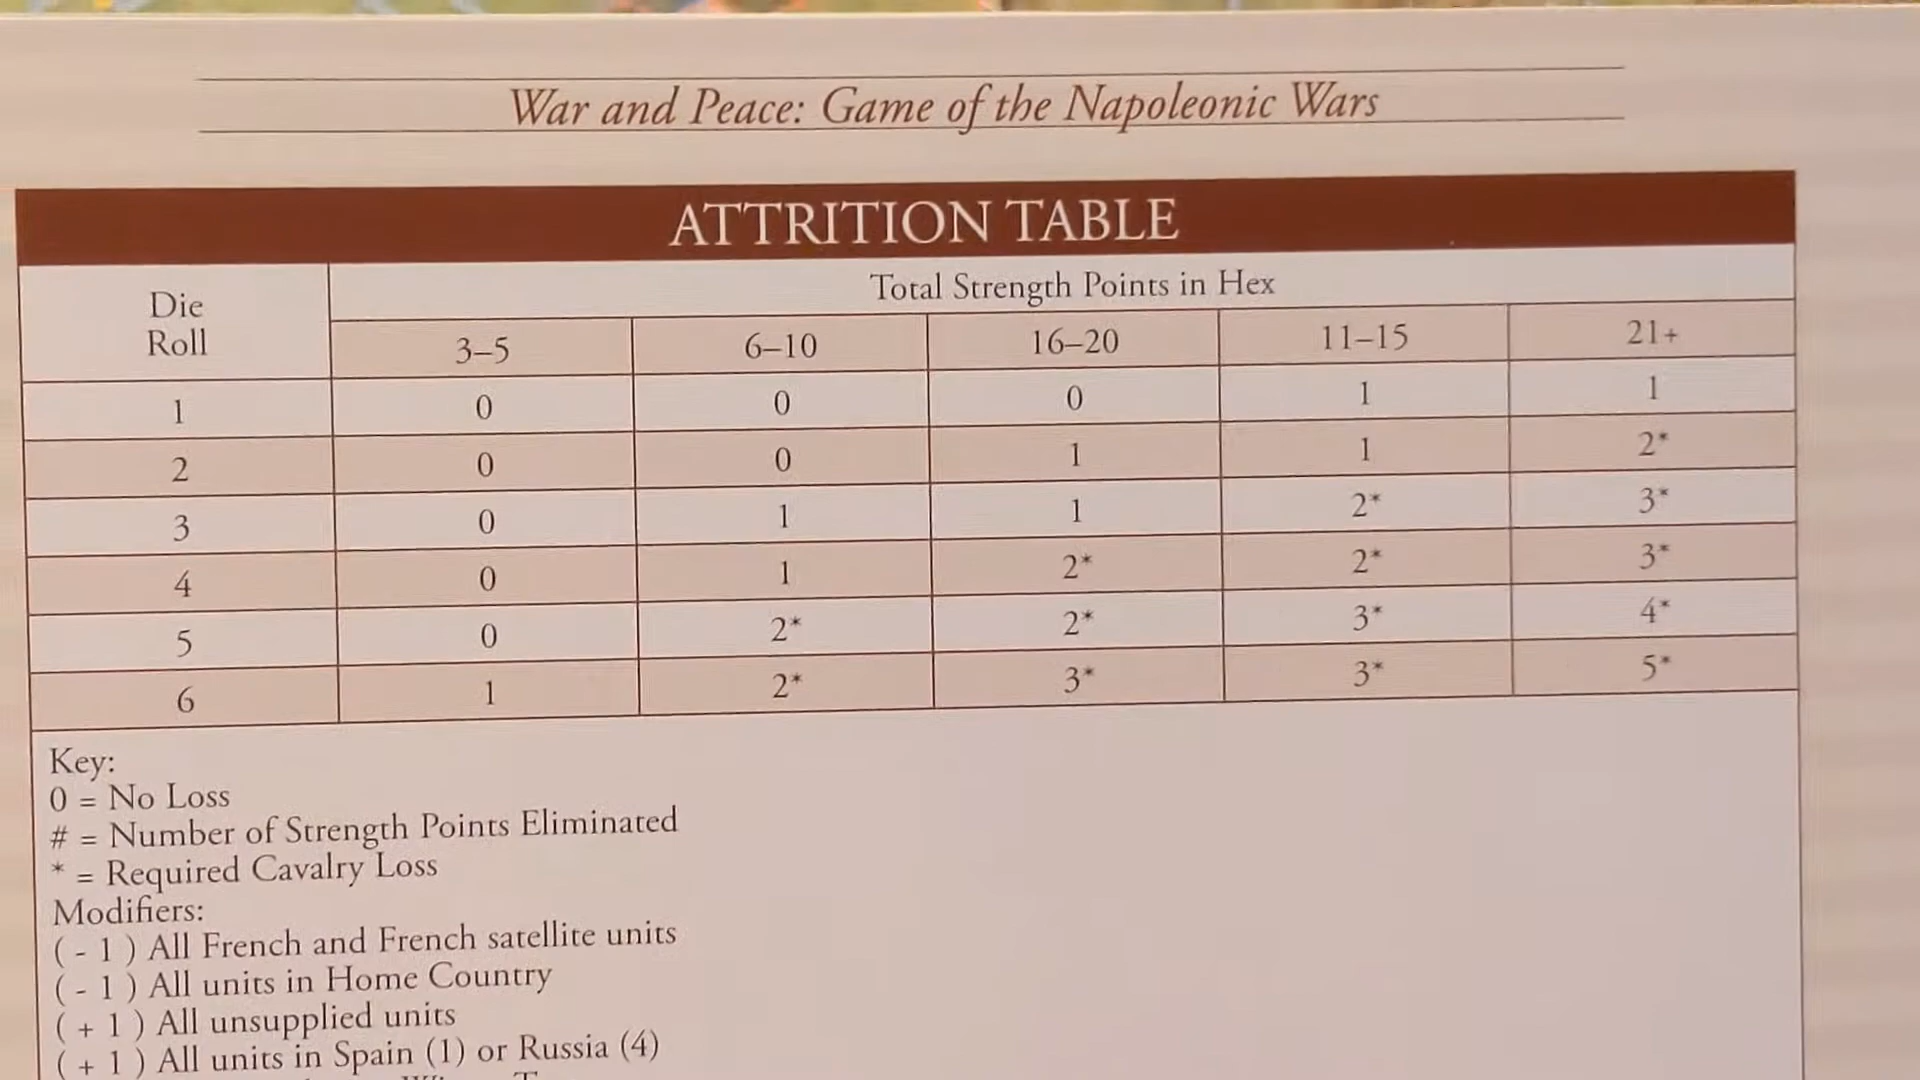 War and Peace: Game of the Napoleonic Wars
ATTRITION TABLE
Die Roll
Total Strength Points in Hex
3–5 6–10 16–20 11–15 21+
1 0 0 0 1 1
2 0 0 1 1 2*
3 0 1 1 2* 3*
4 0 1 2* 2* 3*
5 0 2* 2* 3* 4*
6 1 2* 3* 3* 5*
Key:
0 = No Loss
# = Number of Strength Points Eliminated
* = Required Cavalry Loss
Modifiers:
( - 1 ) All French and French satellite units
( - 1 ) All units in Home Country
( + 1 ) All unsupplied units
( + 1 ) All units in Spain (1) or Russia (4)